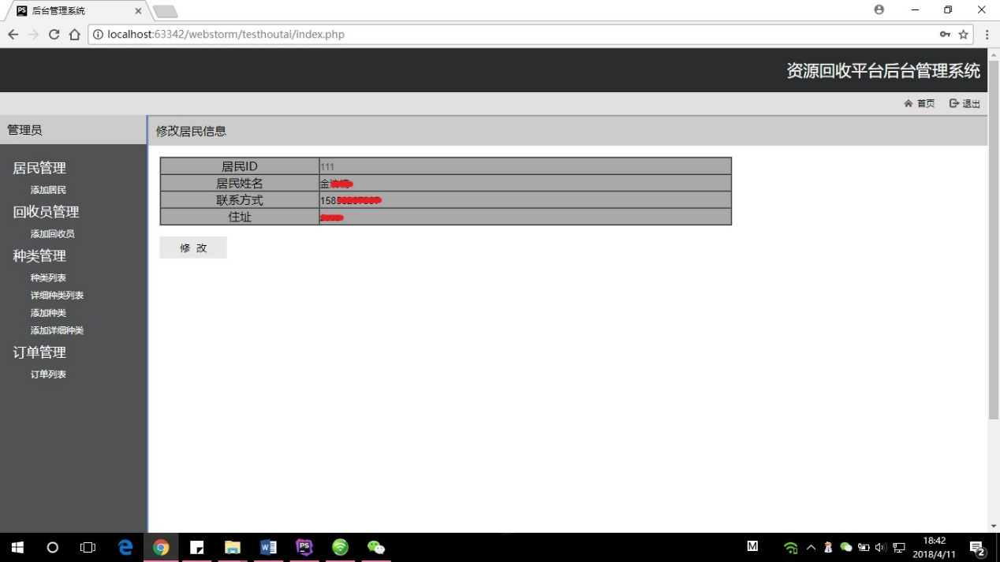 后台管理系统
localhost:63342/webstorm/testhoutai/index.php
资源回收平台后台管理系统
首页 退出
管理员
修改居民信息
居民管理
添加居民
回收员管理
添加回收员
种类管理
种类列表
详细种类列表
添加种类
添加详细种类
订单管理
订单列表
居民ID 111
居民姓名 金
联系方式 158
住址
修 改
M
18:42
2018/4/11
2